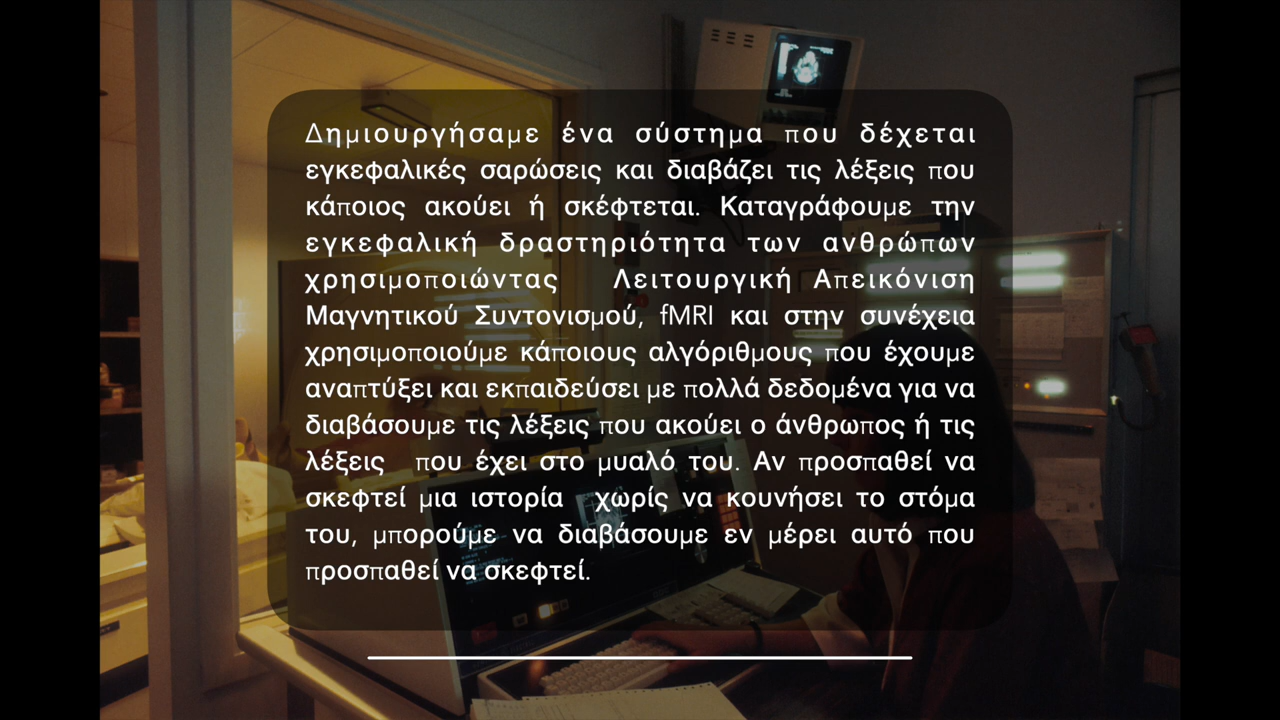 Δημιουργήσαμε ένα σύστημα που δέχεται
εγκεφαλικές σαρώσεις και διαβάζει τις λέξεις που
κάποιος ακούει ή σκέφτεται. Καταγράφουμε την
εγκεφαλική δραστηριότητα των ανθρώπων
χρησιμοποιώντας Λειτουργική Απεικόνιση
Μαγνητικού Συντονισμού, fMRI και στην συνέχεια
χρησιμοποιούμε κάποιους αλγόριθμους που έχουμε
αναπτύξει και εκπαιδεύσει με πολλά δεδομένα για να
διαβάσουμε τις λέξεις που ακούει ο άνθρωπος ή τις
λέξεις που έχει στο μυαλό του. Αν προσπαθεί να
σκεφτεί μια ιστορία χωρίς να κουνήσει το στόμα
του, μπορούμε να διαβάσουμε εν μέρει αυτό που
προσπαθεί να σκεφτεί.